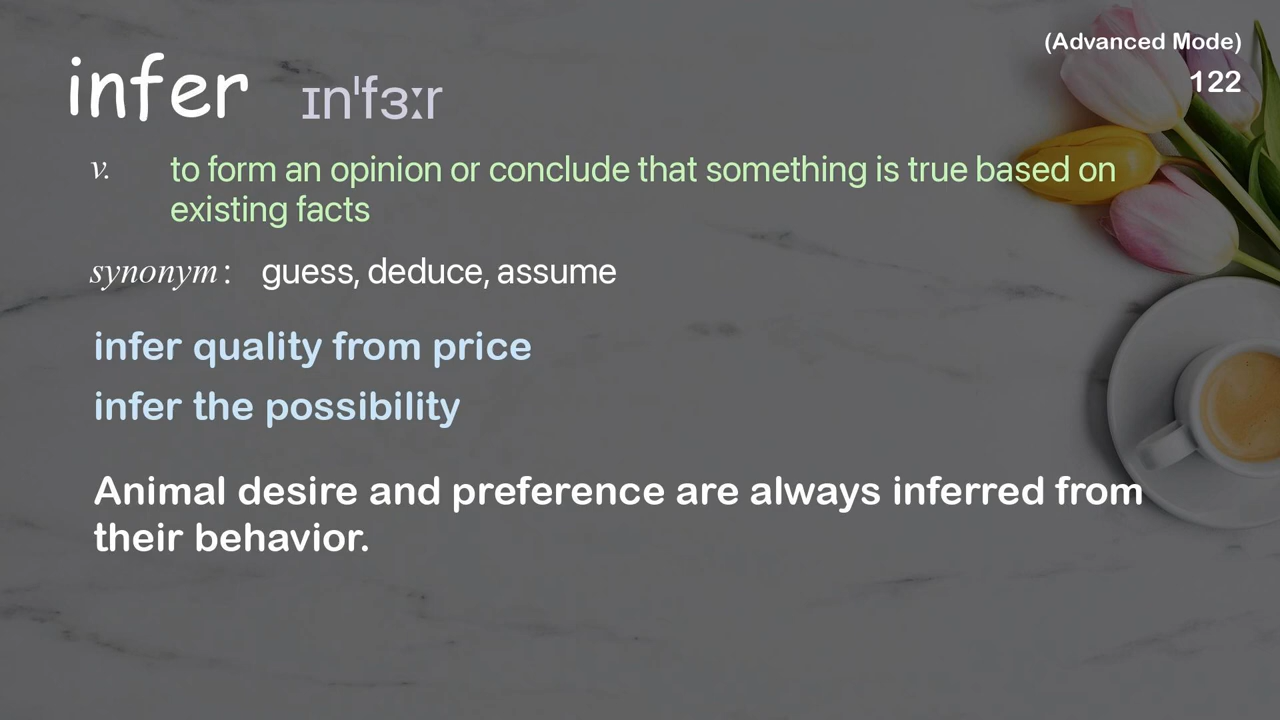 (Advanced Mode)
infer ɪnˈfɜːr
122
v. to form an opinion or conclude that something is true based on
existing facts
synonym: guess, deduce, assume
infer quality from price
infer the possibility
Animal desire and preference are always inferred from
their behavior.